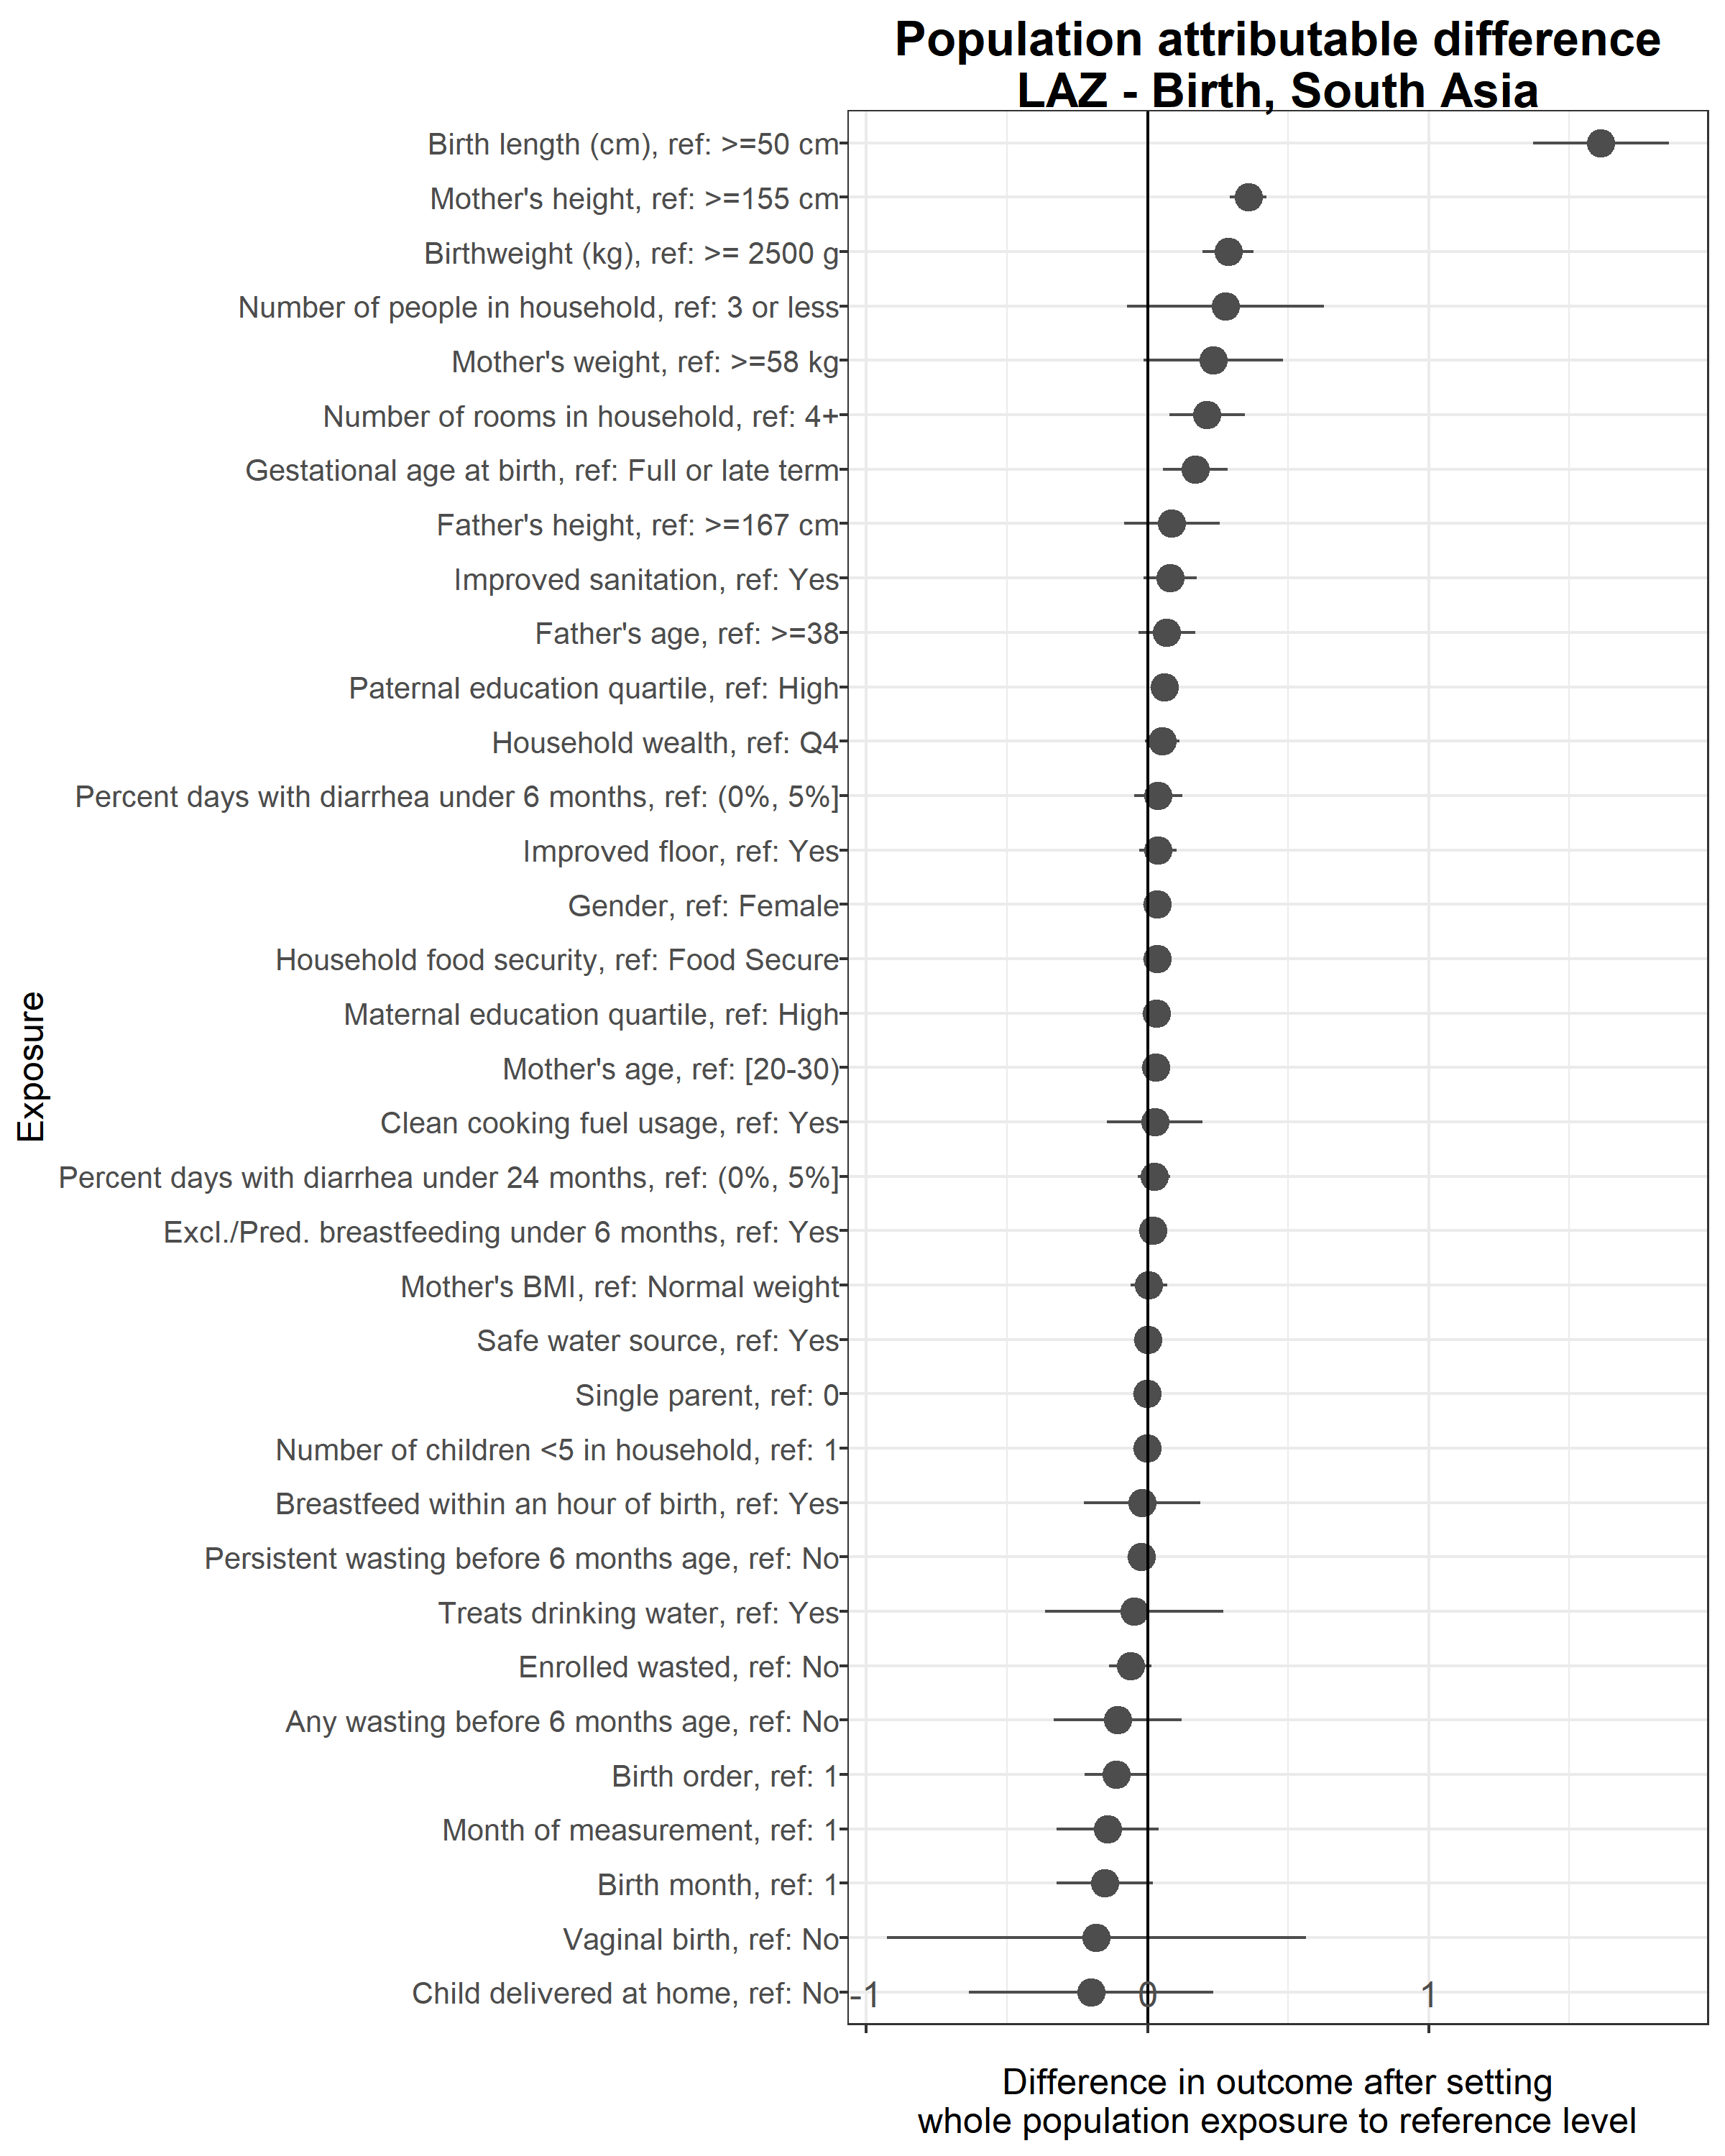 Population attributable difference
LAZ - Birth, South Asia
Birth length (cm), ref: >=50 cm
Mother's height, ref: >=155 cm
Birthweight (kg), ref: >= 2500 g
Number of people in household, ref: 3 or less
Mother's weight, ref: >=58 kg
Number of rooms in household, ref: 4+
Gestational age at birth, ref: Full or late term
Father's height, ref: >=167 cm
Improved sanitation, ref: Yes
Father's age, ref: >=38
Paternal education quartile, ref: High
Household wealth, ref: Q4
Percent days with diarrhea under 6 months, ref: (0%, 5%]
Improved floor, ref: Yes
Gender, ref: Female
Household food security, ref: Food Secure
Maternal education quartile, ref: High
Mother's age, ref: [20-30)
Clean cooking fuel usage, ref: Yes
Percent days with diarrhea under 24 months, ref: (0%, 5%]
Excl./Pred. breastfeeding under 6 months, ref: Yes
Mother's BMI, ref: Normal weight
Safe water source, ref: Yes
Single parent, ref: 0
Number of children <5 in household, ref: 1
Breastfeed within an hour of birth, ref: Yes
Persistent wasting before 6 months age, ref: No
Treats drinking water, ref: Yes
Enrolled wasted, ref: No
Any wasting before 6 months age, ref: No
Birth order, ref: 1
Month of measurement, ref: 1
Birth month, ref: 1
Vaginal birth, ref: No
Child delivered at home, ref: No
Exposure
-1 0 1
Difference in outcome after setting
whole population exposure to reference level